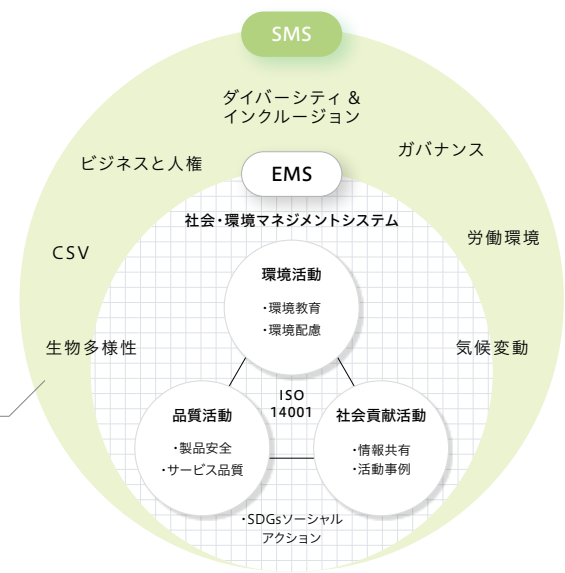 SMS
ダイバーシティ &
インクルージョン
ビジネスと人権
ガバナンス
EMS
社会・環境マネジメントシステム
CSV
労働環境
環境活動
・環境教育
・環境配慮
生物多様性
気候変動
ISO
14001
品質活動
・製品安全
・サービス品質
社会貢献活動
・情報共有
・活動事例
・SDGsソーシャル
アクション